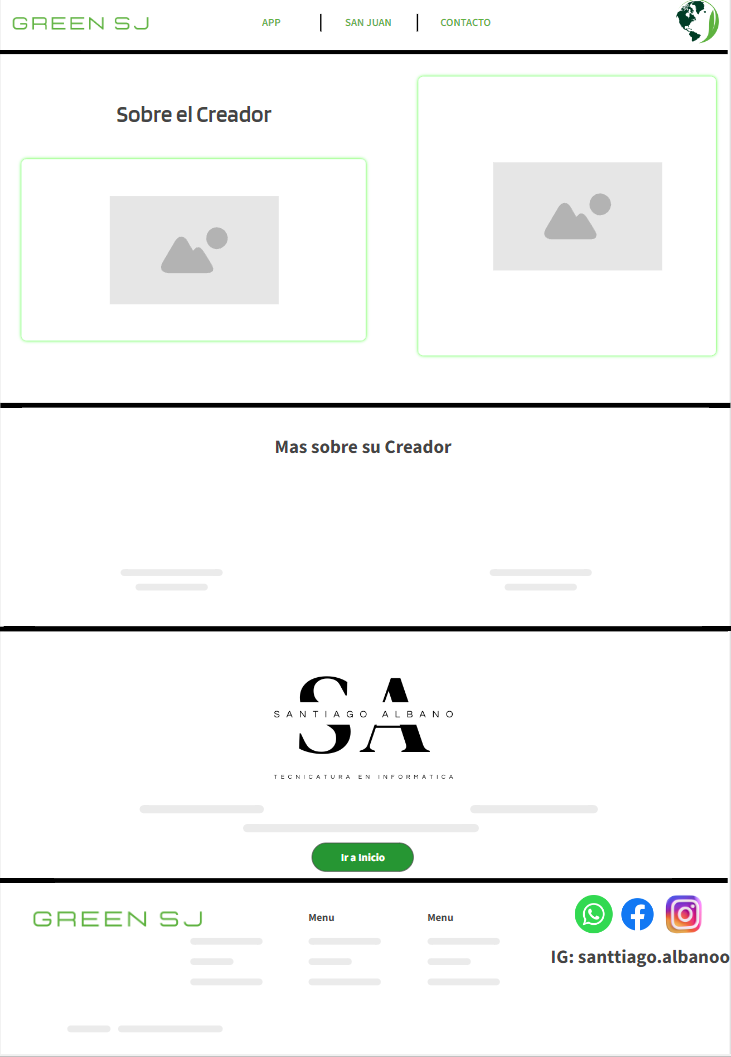 GREEN SJ
APP
SAN JUAN
CONTACTO
Sobre el Creador
Mas sobre su Creador
SA
SANTIAGO ALBANO
TECNICATURA EN INFORMATICA
Ir a Inicio
GREEN SJ
Menu
Menu
IG: santtiago.albanoo